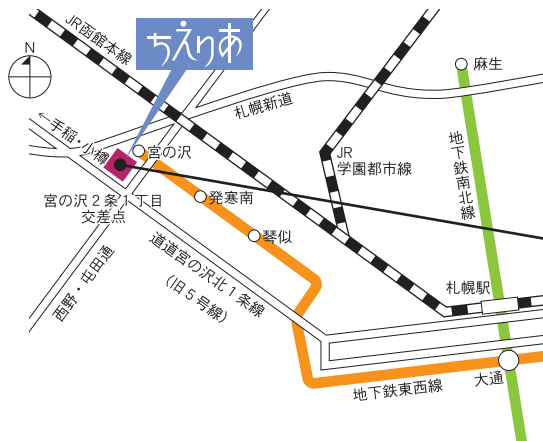 JR函館本線
ちえりあ
N
麻生
札幌新道
←手稲・小樽
宮の沢
JR
学園都市線
地下鉄南北線
発寒南
宮の沢2条1丁目
交差点
琴似
道道宮の沢北1条線
(旧5号線)
西野・屯田通
札幌駅
大通
地下鉄東西線